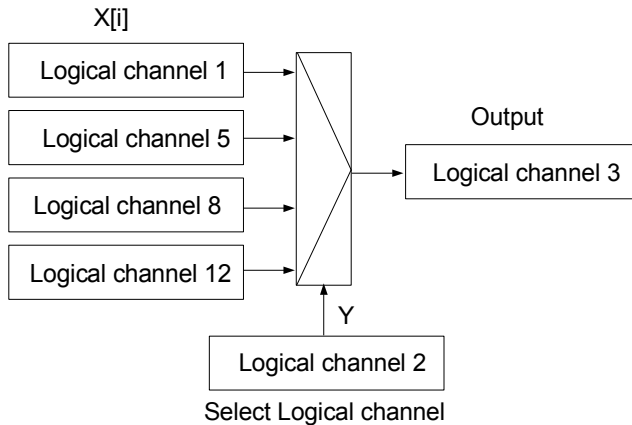 X[i]
Logical channel 1
Logical channel 5
Logical channel 8
Logical channel 12
Output
Logical channel 3
Y
Logical channel 2
Select Logical channel